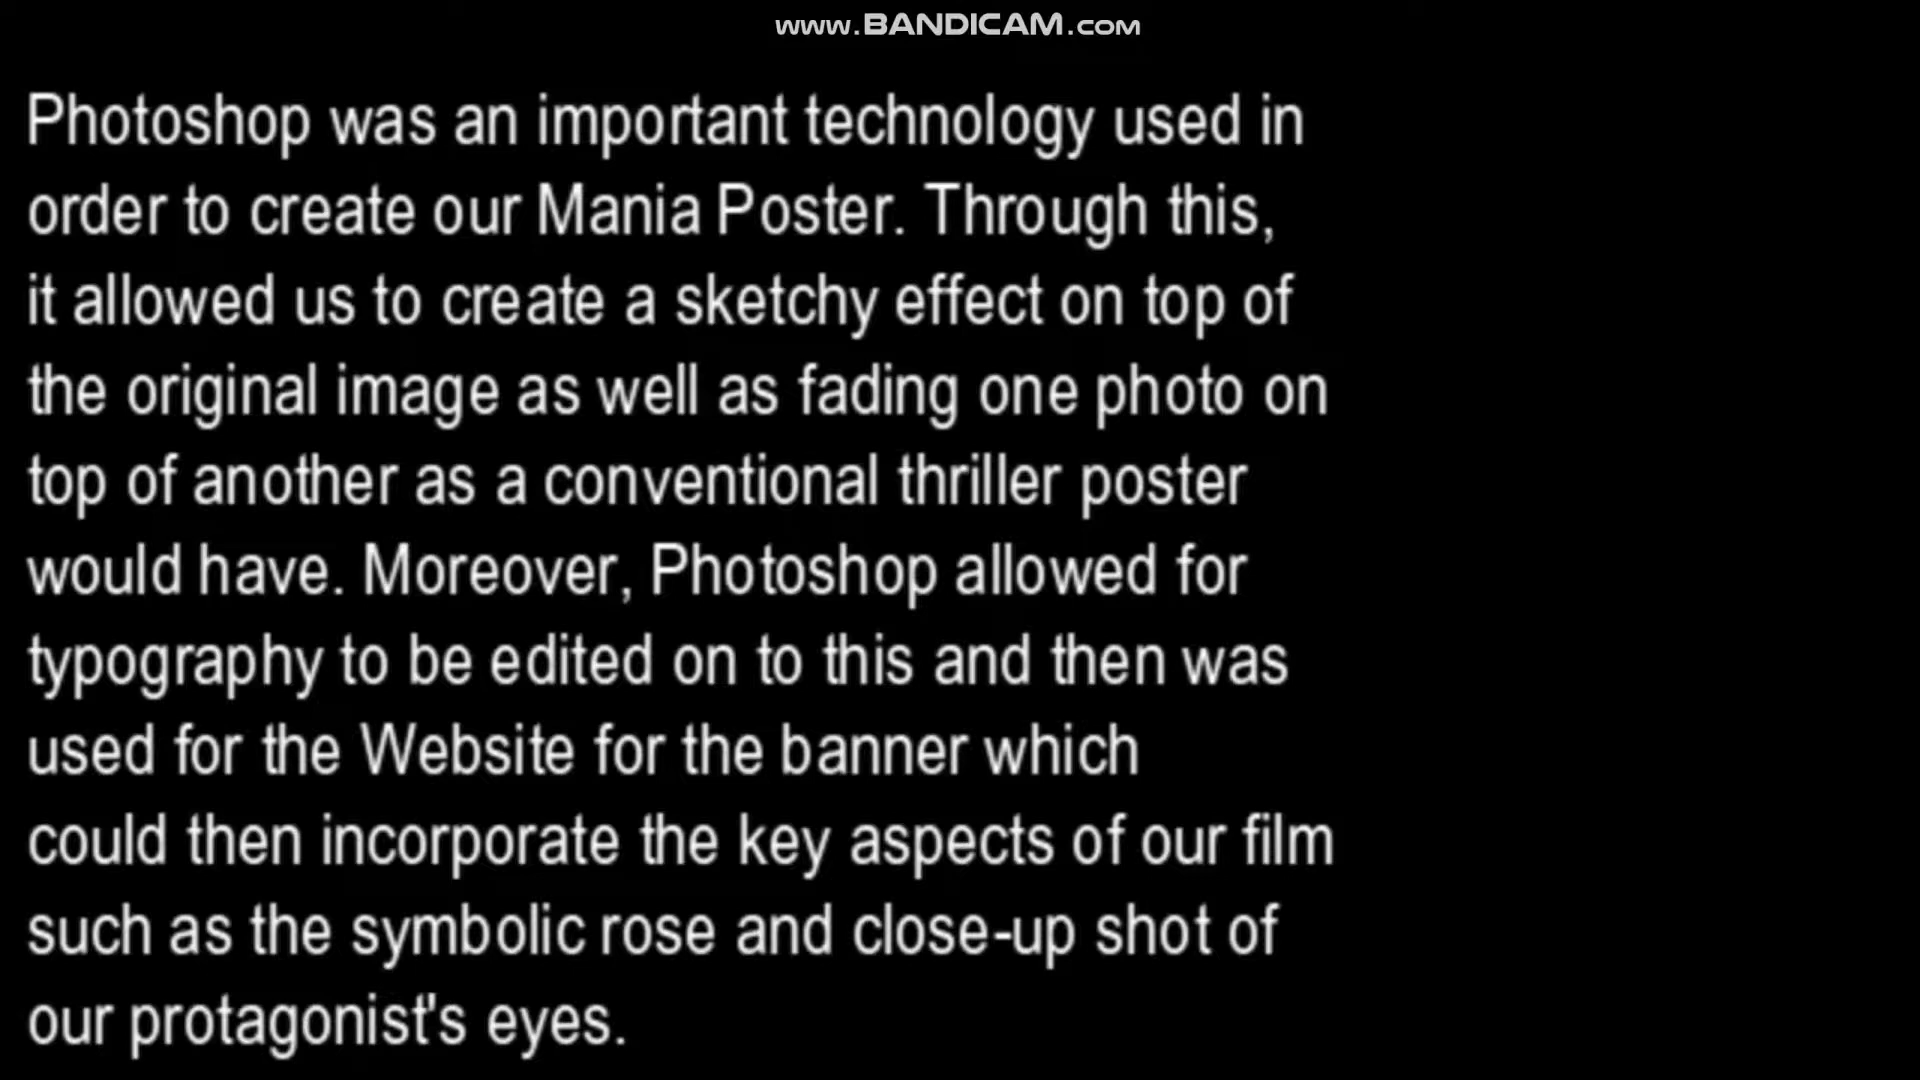 www.BANDICAM.com
Photoshop was an important technology used in
order to create our Mania Poster. Through this,
it allowed us to create a sketchy effect on top of
the original image as well as fading one photo on
top of another as a conventional thriller poster
would have. Moreover, Photoshop allowed for
typography to be edited on to this and then was
used for the Website for the banner which
could then incorporate the key aspects of our film
such as the symbolic rose and close-up shot of
our protagonist's eyes.